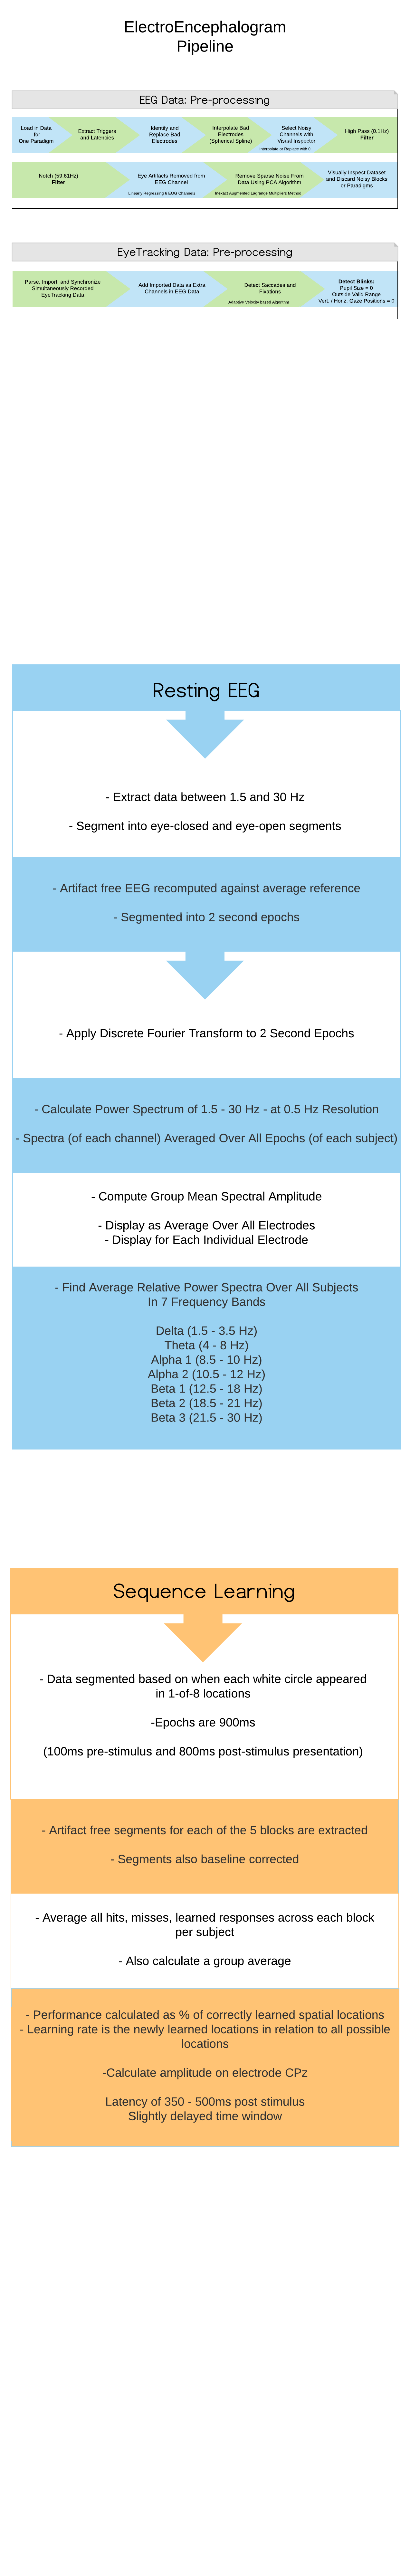 ElectroEncephalogram
Pipeline
EEG Data: Pre-processing
Load in Data
for
One Paradigm
Extract Triggers
and Latencies
Identify and
Replace Bad
Electrodes
Interpolate Bad
Electrodes
(Spherical Spline)
Select Noisy
Channels with
Visual Inspector
Interpolate or Replace with 0
High Pass (0.1Hz)
Filter
Notch (59.61Hz)
Filter
Eye Artifacts Removed from
EEG Channel
Linearly Regressing 6 EOG Channels
Remove Sparse Noise From
Data Using PCA Algorithm
Inexact Augmented Lagrange Multipliers Method
Visually Inspect Dataset
and Discard Noisy Blocks
or Paradigms
EyeTracking Data: Pre-processing
Parse, Import, and Synchronize
Simultaneously Recorded
EyeTracking Data
Add Imported Data as Extra
Channels in EEG Data
Detect Saccades and
Fixations
Adaptive Velocity based Algorithm
Detect Blinks:
Pupil Size = 0
Outside Valid Range
Vert. / Horiz. Gaze Positions = 0
Resting EEG
- Extract data between 1.5 and 30 Hz
- Segment into eye-closed and eye-open segments
- Artifact free EEG recomputed against average reference
- Segmented into 2 second epochs
- Apply Discrete Fourier Transform to 2 Second Epochs
- Calculate Power Spectrum of 1.5 - 30 Hz - at 0.5 Hz Resolution
- Spectra (of each channel) Averaged Over All Epochs (of each subject)
- Compute Group Mean Spectral Amplitude
- Display as Average Over All Electrodes
- Display for Each Individual Electrode
- Find Average Relative Power Spectra Over All Subjects
In 7 Frequency Bands
Delta (1.5 - 3.5 Hz)
Theta (4 - 8 Hz)
Alpha 1 (8.5 - 10 Hz)
Alpha 2 (10.5 - 12 Hz)
Beta 1 (12.5 - 18 Hz)
Beta 2 (18.5 - 21 Hz)
Beta 3 (21.5 - 30 Hz)
Sequence Learning
- Data segmented based on when each white circle appeared
in 1-of-8 locations
-Epochs are 900ms
(100ms pre-stimulus and 800ms post-stimulus presentation)
- Artifact free segments for each of the 5 blocks are extracted
- Segments also baseline corrected
- Average all hits, misses, learned responses across each block
per subject
- Also calculate a group average
- Performance calculated as % of correctly learned spatial locations
- Learning rate is the newly learned locations in relation to all possible
locations
-Calculate amplitude on electrode CPz
Latency of 350 - 500ms post stimulus
Slightly delayed time window